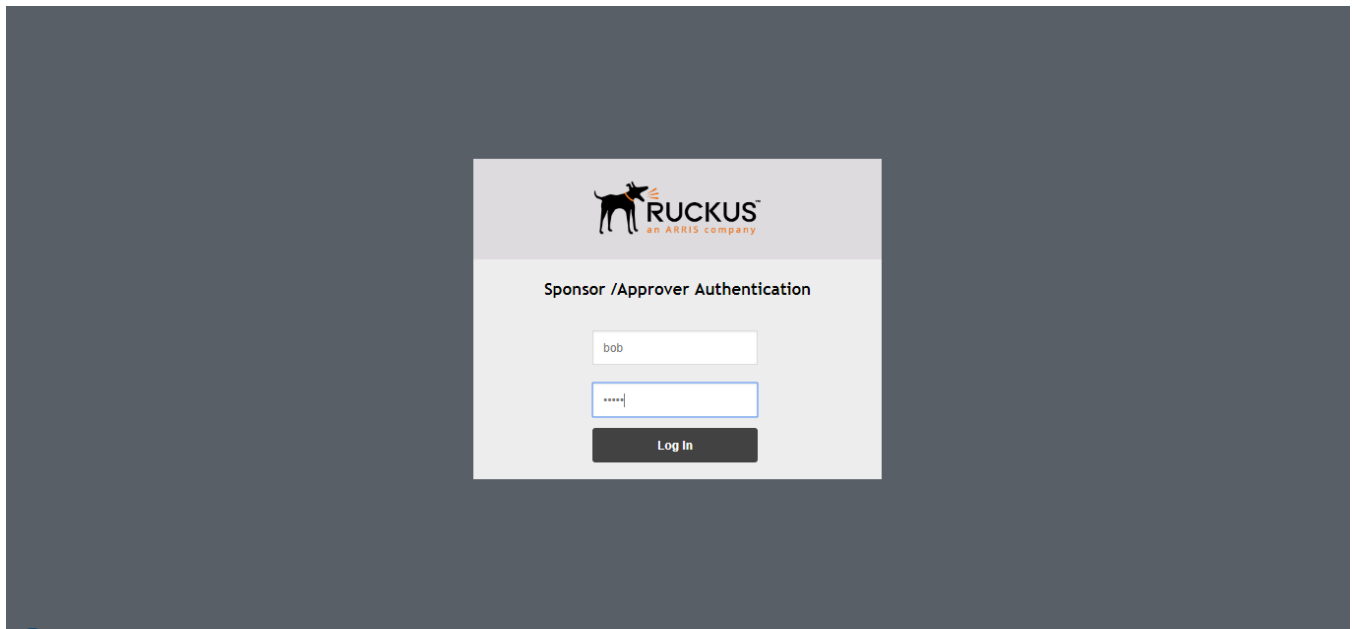 RUCKUS™
an ARRIS company
Sponsor /Approver Authentication
bob
•••••
Log In